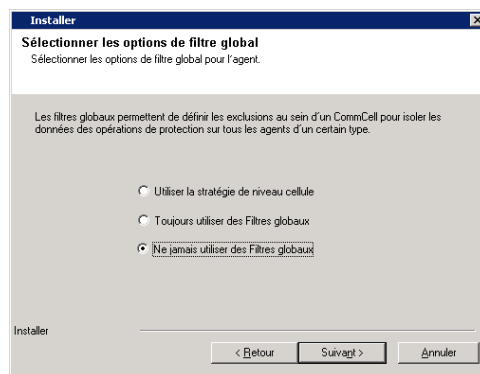 Installer
Sélectionner les options de filtre global
Sélectionner les options de filtre global pour l'agent.
Les filtres globaux permettent de définir les exclusions au sein d'un CommCell pour isoler les
données des opérations de protection sur tous les agents d'un certain type.
Utiliser la stratégie de niveau cellule
Toujours utiliser des Filtres globaux
Ne jamais utiliser des Filtres globaux
Installer
< Retour
Suivant >
Annuler